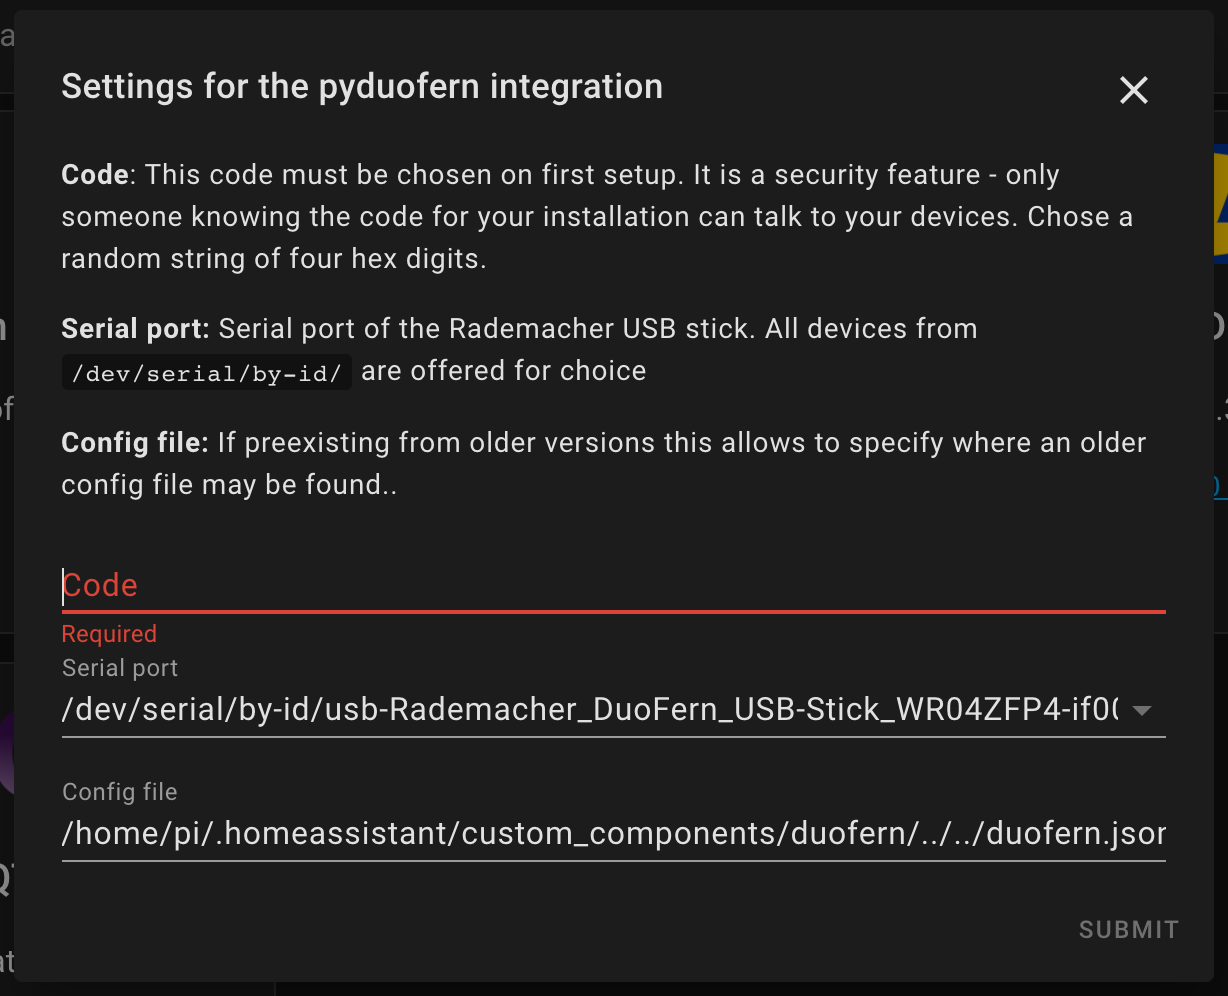 Settings for the pyduofern integration
Code: This code must be chosen on first setup. It is a security feature - only
someone knowing the code for your installation can talk to your devices. Chose a
random string of four hex digits.
Serial port: Serial port of the Rademacher USB stick. All devices from
/dev/serial/by-id/ are offered for choice
Config file: If preexisting from older versions this allows to specify where an older
config file may be found..
Code
Required
Serial port
/dev/serial/by-id/usb-Rademacher_DuoFern_USB-Stick_WR04ZFP4-if00
Config file
/home/pi/.homeassistant/custom_components/duofern/../../duofern.json
SUBMIT